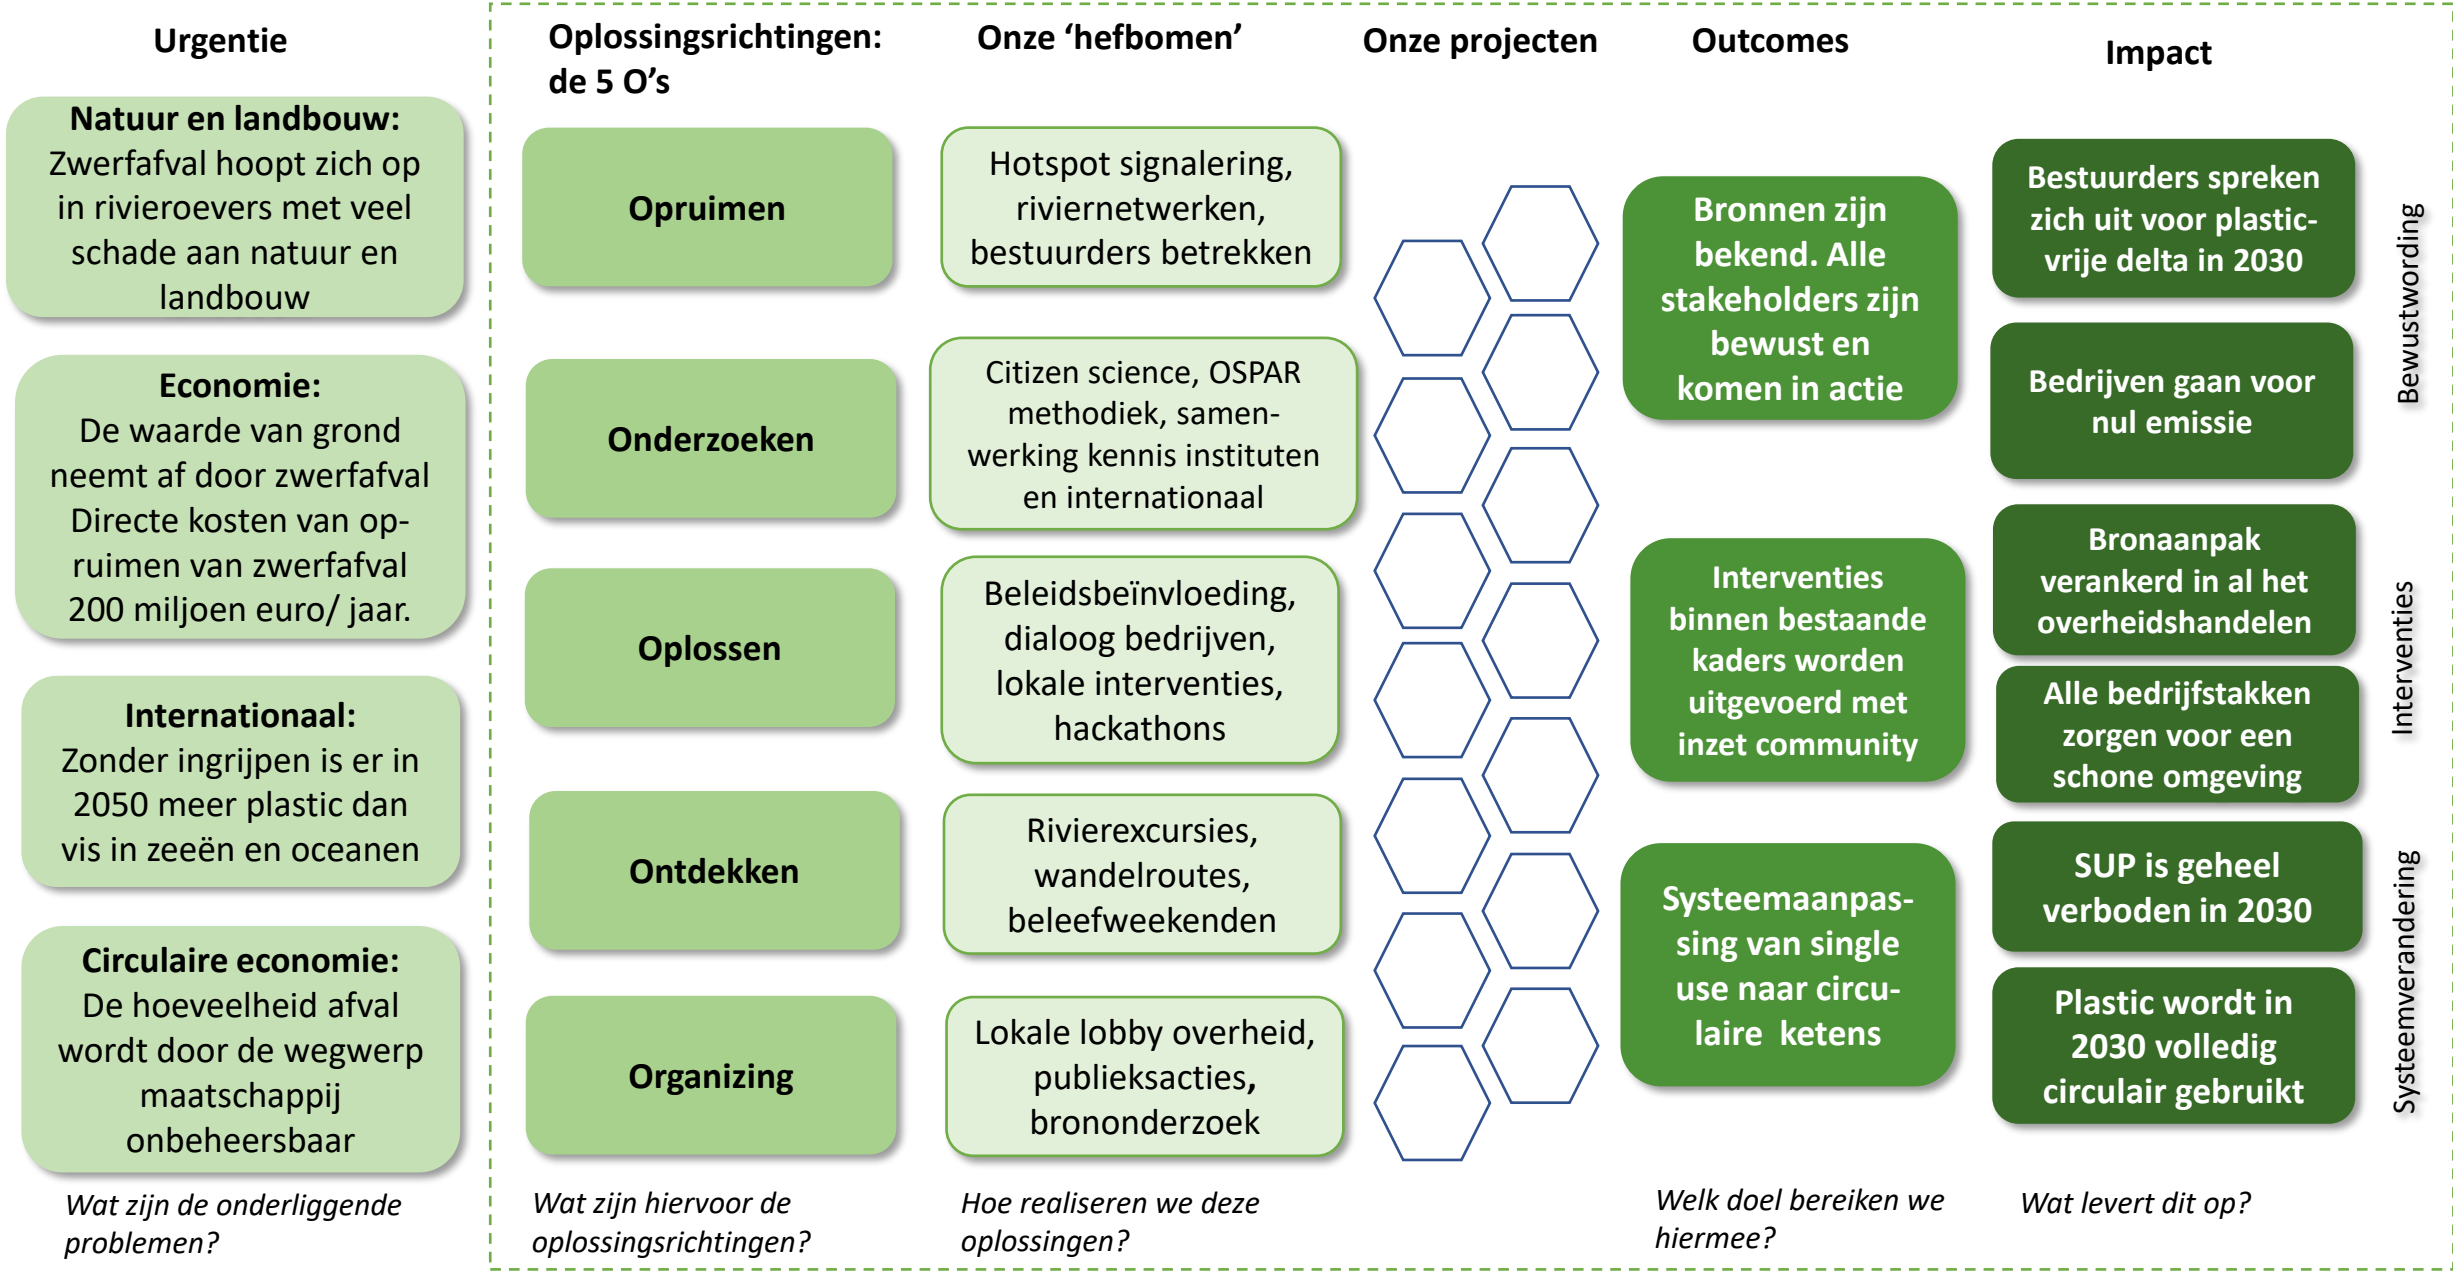 Urgentie
Natuur en landbouw:
Zwerfafval hoopt zich op
in rivieroevers met veel
schade aan natuur en
landbouw
Economie:
De waarde van grond
neemt af door zwerfafval
Directe kosten van op-
ruimen van zwerfafval
200 miljoen euro/ jaar.
Internationaal:
Zonder ingrijpen is er in
2050 meer plastic dan
vis in zeeën en oceanen
Circulaire economie:
De hoeveelheid afval
wordt door de wegwerp
maatschappij
onbeheersbaar
Wat zijn de onderliggende
problemen?
Oplossingsrichtingen:
de 5 O’s
Opruimen
Onderzoeken
Oplossen
Ontdekken
Organizing
Wat zijn hiervoor de
oplossingsrichtingen?
Onze ‘hefbomen’
Hotspot signalering,
riviernetwerken,
bestuurders betrekken
Citizen science, OSPAR
methodiek, samen-
werking kennis instituten
en internationaal
Beleidsbeïnvloeding,
dialoog bedrijven,
lokale interventies,
hackathons
Rivierexcursies,
wandelroutes,
beleefweekenden
Lokale lobby overheid,
publieksacties,
brononderzoek
Hoe realiseren we deze
oplossingen?
Onze projecten
Outcomes
Bronnen zijn
bekend. Alle
stakeholders zijn
bewust en
komen in actie
Interventies
binnen bestaande
kaders worden
uitgevoerd met
inzet community
Systeemaanpas-
sing van single
use naar circu-
laire ketens
Welk doel bereiken we
hiermee?
Impact
Bestuurders spreken
zich uit voor plastic-
vrije delta in 2030
Bedrijven gaan voor
nul emissie
Bronaanpak
verankerd in al het
overheidshandelen
Alle bedrijfstakken
zorgen voor een
schone omgeving
SUP is geheel
verboden in 2030
Plastic wordt in
2030 volledig
circulair gebruikt
Wat levert dit op?
Bewustwording
Interventies
Systeemverandering